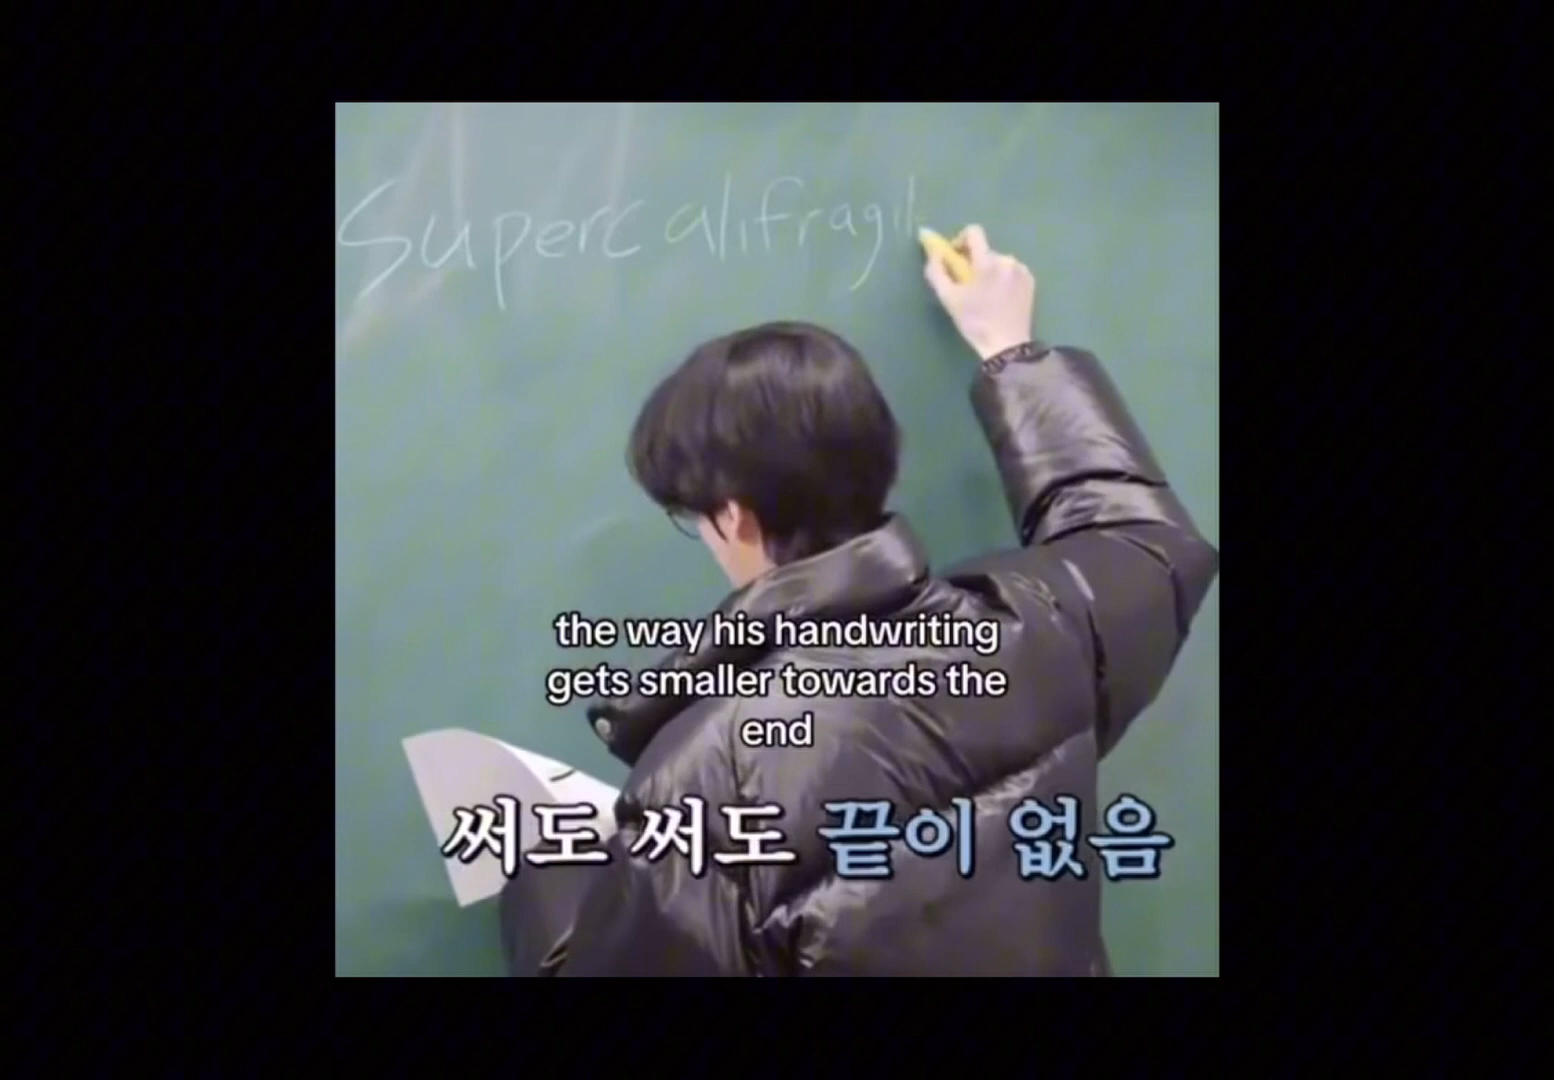 Supercalifragil
the way his handwriting
gets smaller towards the
end
써도 써도 끝이 없음